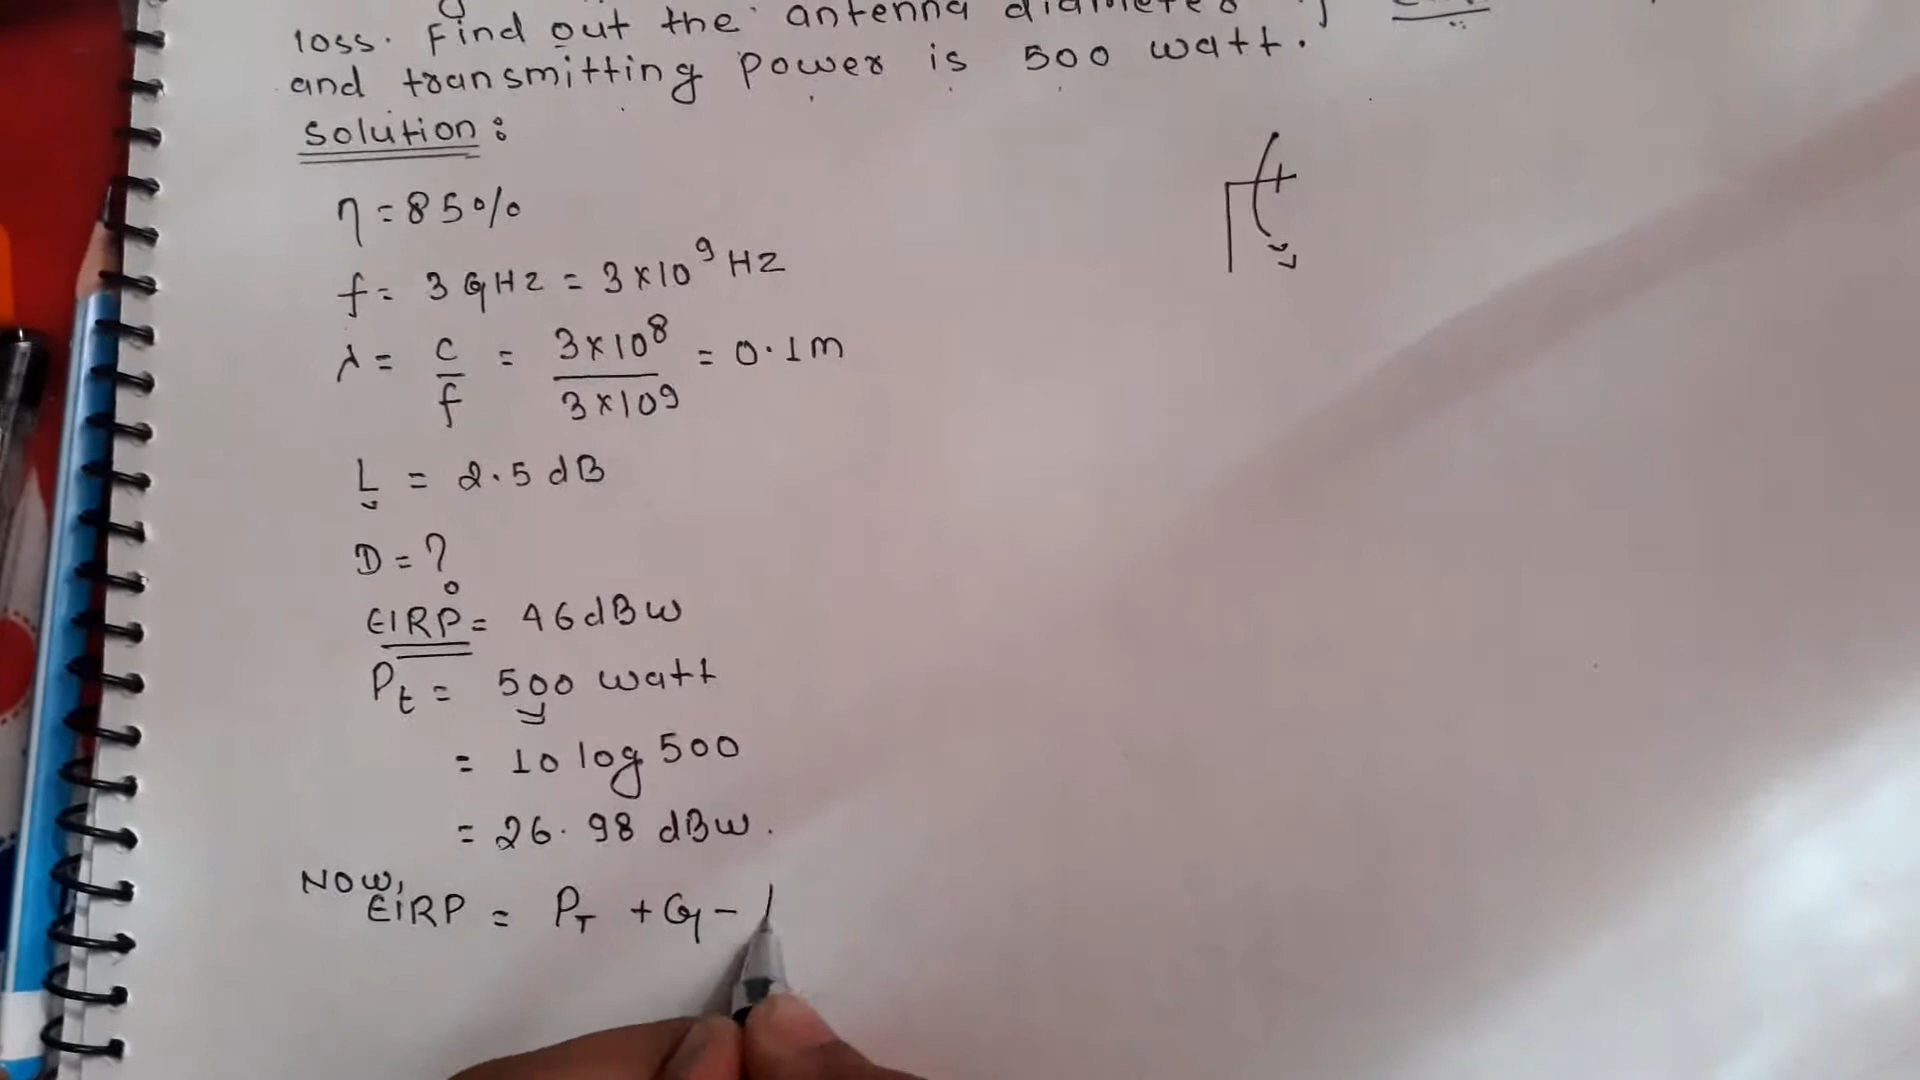 loss. Find out the antenna diameter
and transmitting power is 500 watt.
Solution:
η = 85%
f = 3 GHz = 3×10⁹ Hz
λ = c/f = 3×10⁸/3×10⁹ = 0.1m
L = 2.5 dB
D = ?
EIRP = 46 dBw
Pt = 500 watt
= 10 log 500
= 26.98 dBw.
NOW,
EIRP = PT + G -